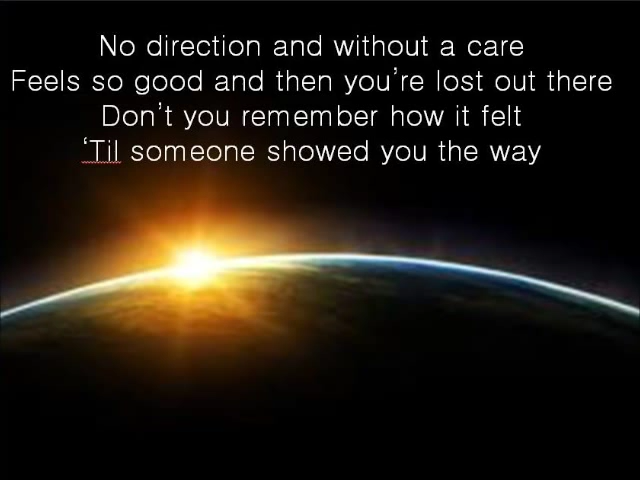 No direction and without a care
Feels so good and then you’re lost out there
Don’t you remember how it felt
‘Til someone showed you the way